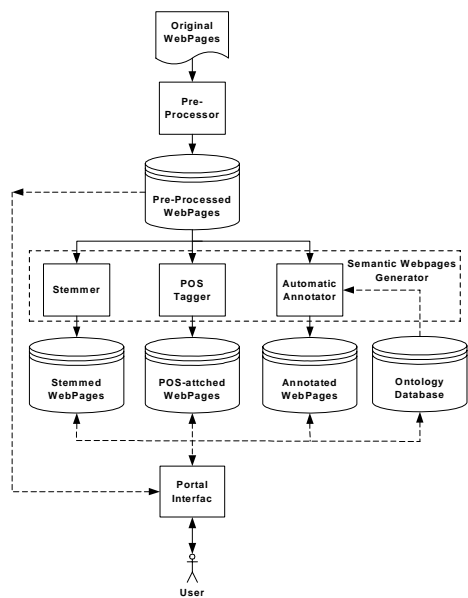 Original
WebPages
Pre-
Processor
Pre-Processed
WebPages
Semantic Webpages
Generator
Stemmer
POS
Tagger
Automatic
Annotator
Stemmed
WebPages
POS-attched
WebPages
Annotated
WebPages
Ontology
Database
Portal
Interfac
User